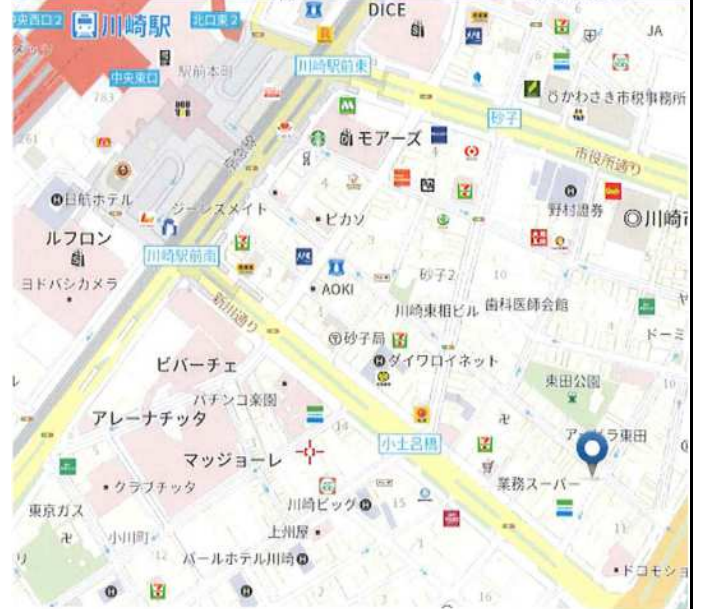 中央西口2
川崎駅
北口東2
DICE
JA
中央東口
駅前本町
川崎駅前東
かわさき市税事務所
砂子
モアーズ
市役所通り
日航ホテル
ジーンズメイト
ピカソ
野村證券
ルフロン
川崎駅前南
ヨドバシカメラ
AOKI
砂子2
10
新川通り
川崎東相ビル
歯科医師会館
砂子局
ダイワロイネット
ビバーチェ
パチンコ楽園
東田公園
10
アレーナチッタ
14
小土呂橋
マッジョーレ
業務スーパー
クラブチッタ
川崎ビッグ
15
東京ガス
小川町
上州屋
11
12
パールホテル川崎
16